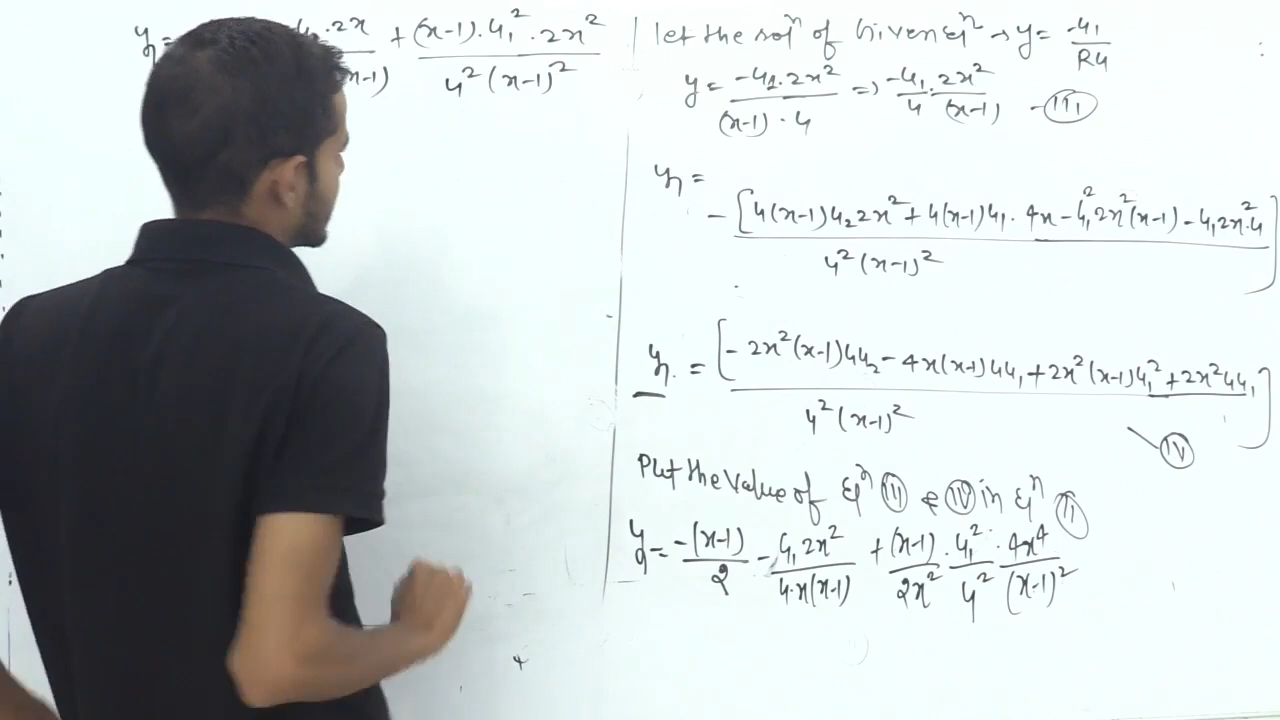 y₁ = 2x/(x-1) + (x-1).u₁².2x²/u²(x-1)²
let the solⁿ of Given Eqⁿ → y = -u₁/Ru
y = -u₁.2x²/(x-1).u => -u₁/u . 2x²/(x-1) - III
y₁ =
-[u(x-1)u₂2x² + u(x-1)u₁.4x - u₁²2x²(x-1) - u₁2x².u]/u²(x-1)²
y₁ = [-2x²(x-1)uu₂ - 4x(x-1)uu₁ + 2x²(x-1)u₁² + 2x²uu₁]/u²(x-1)²
IV
Put the value of Eqⁿ III & IV in Eqⁿ II
y₁ = -(x-1)/2 - u₁2x²/u.x(x-1) + (x-1)/2x² . u₁²/u² . 4x⁴/(x-1)²